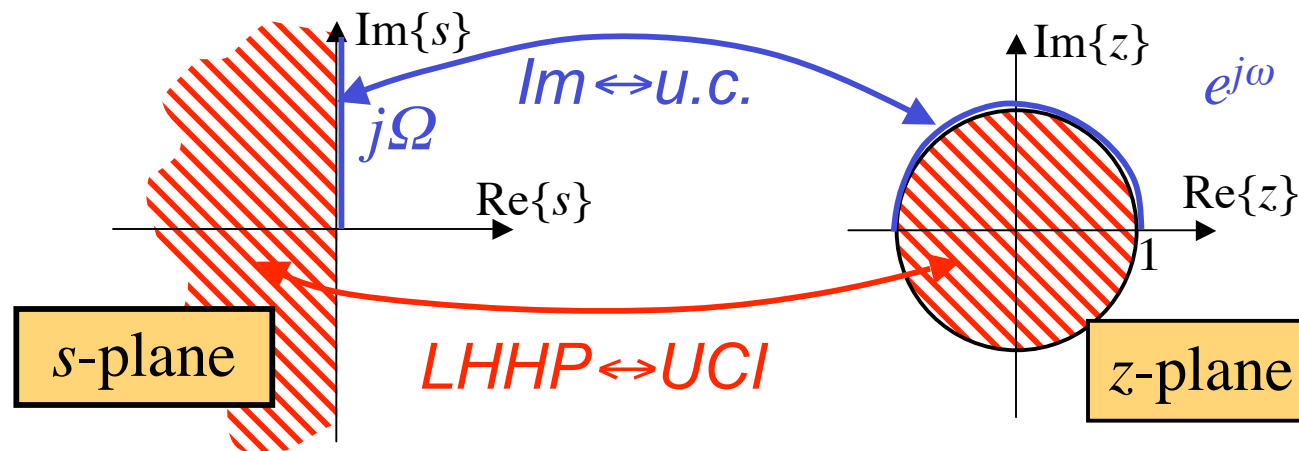 Im{s}
Im{z}
Im↔u.c.
e^{jω}
jΩ
Re{s}
Re{z}
1
s-plane
LHHP↔UCI
z-plane